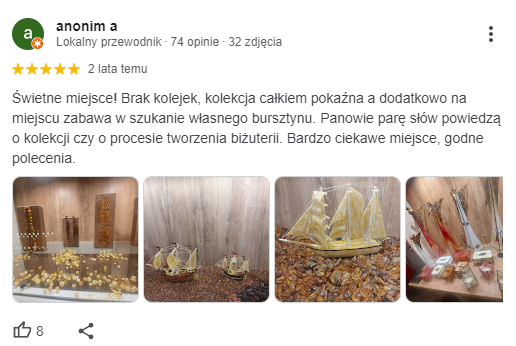 a
anonim a
Lokalny przewodnik · 74 opinie · 32 zdjęcia
2 lata temu
Świetne miejsce! Brak kolejek, kolekcja całkiem pokaźna a dodatkowo na
miejscu zabawa w szukanie własnego bursztynu. Panowie parę słów powiedzą
o kolekcji czy o procesie tworzenia biżuterii. Bardzo ciekawe miejsce, godne
polecenia.
8